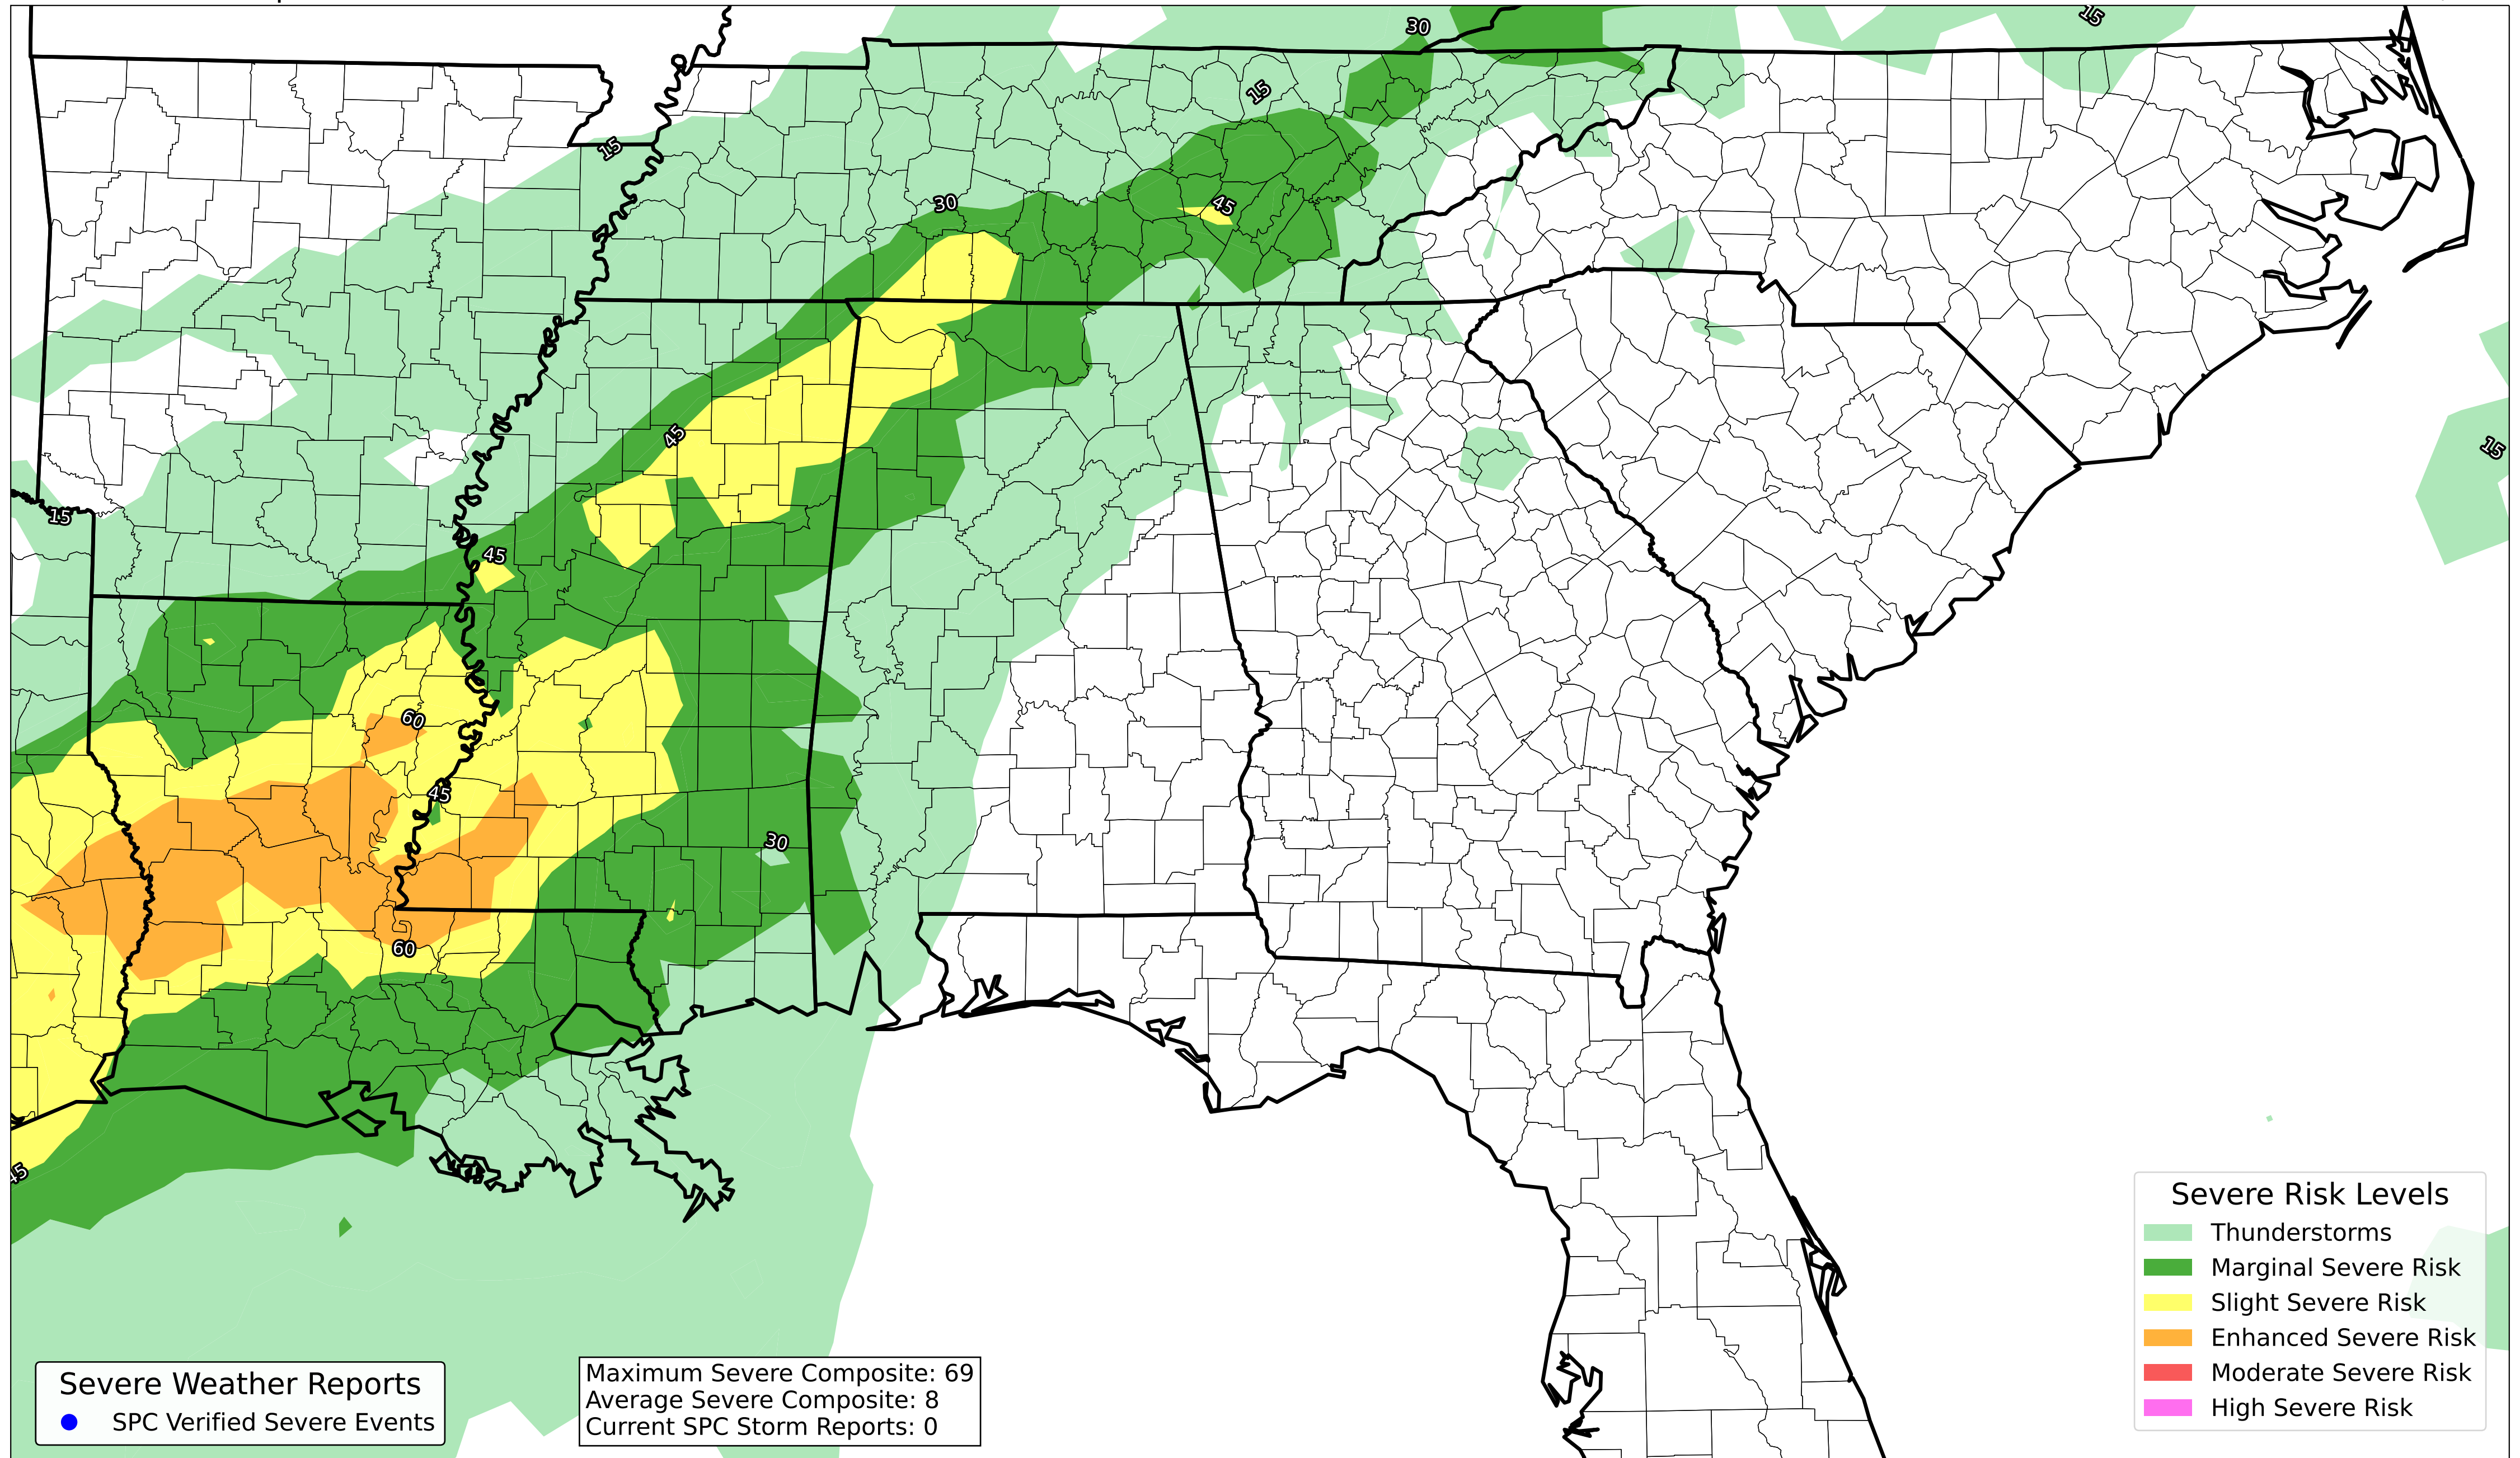 30
15
15
15
30
45
15
45
15
45
60
45
30
60
45
Severe Risk Levels
Thunderstorms
Marginal Severe Risk
Slight Severe Risk
Enhanced Severe Risk
Moderate Severe Risk
High Severe Risk
Severe Weather Reports
SPC Verified Severe Events
Maximum Severe Composite: 69
Average Severe Composite: 8
Current SPC Storm Reports: 0